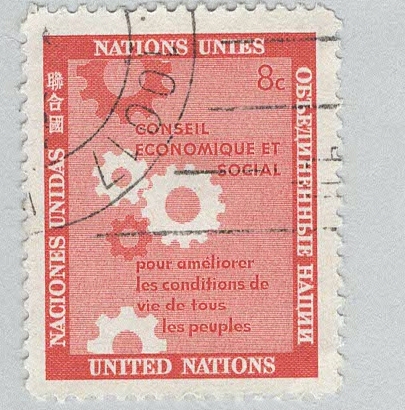 NATIONS UNIES
8c
聯合國
NACIONES UNIDAS
ОБЪЕДИНЕННЫЕ НАЦИИ
CONSEIL
ECONOMIQUE ET
SOCIAL
pour améliorer
les conditions de
vie de tous
les peuples
UNITED NATIONS